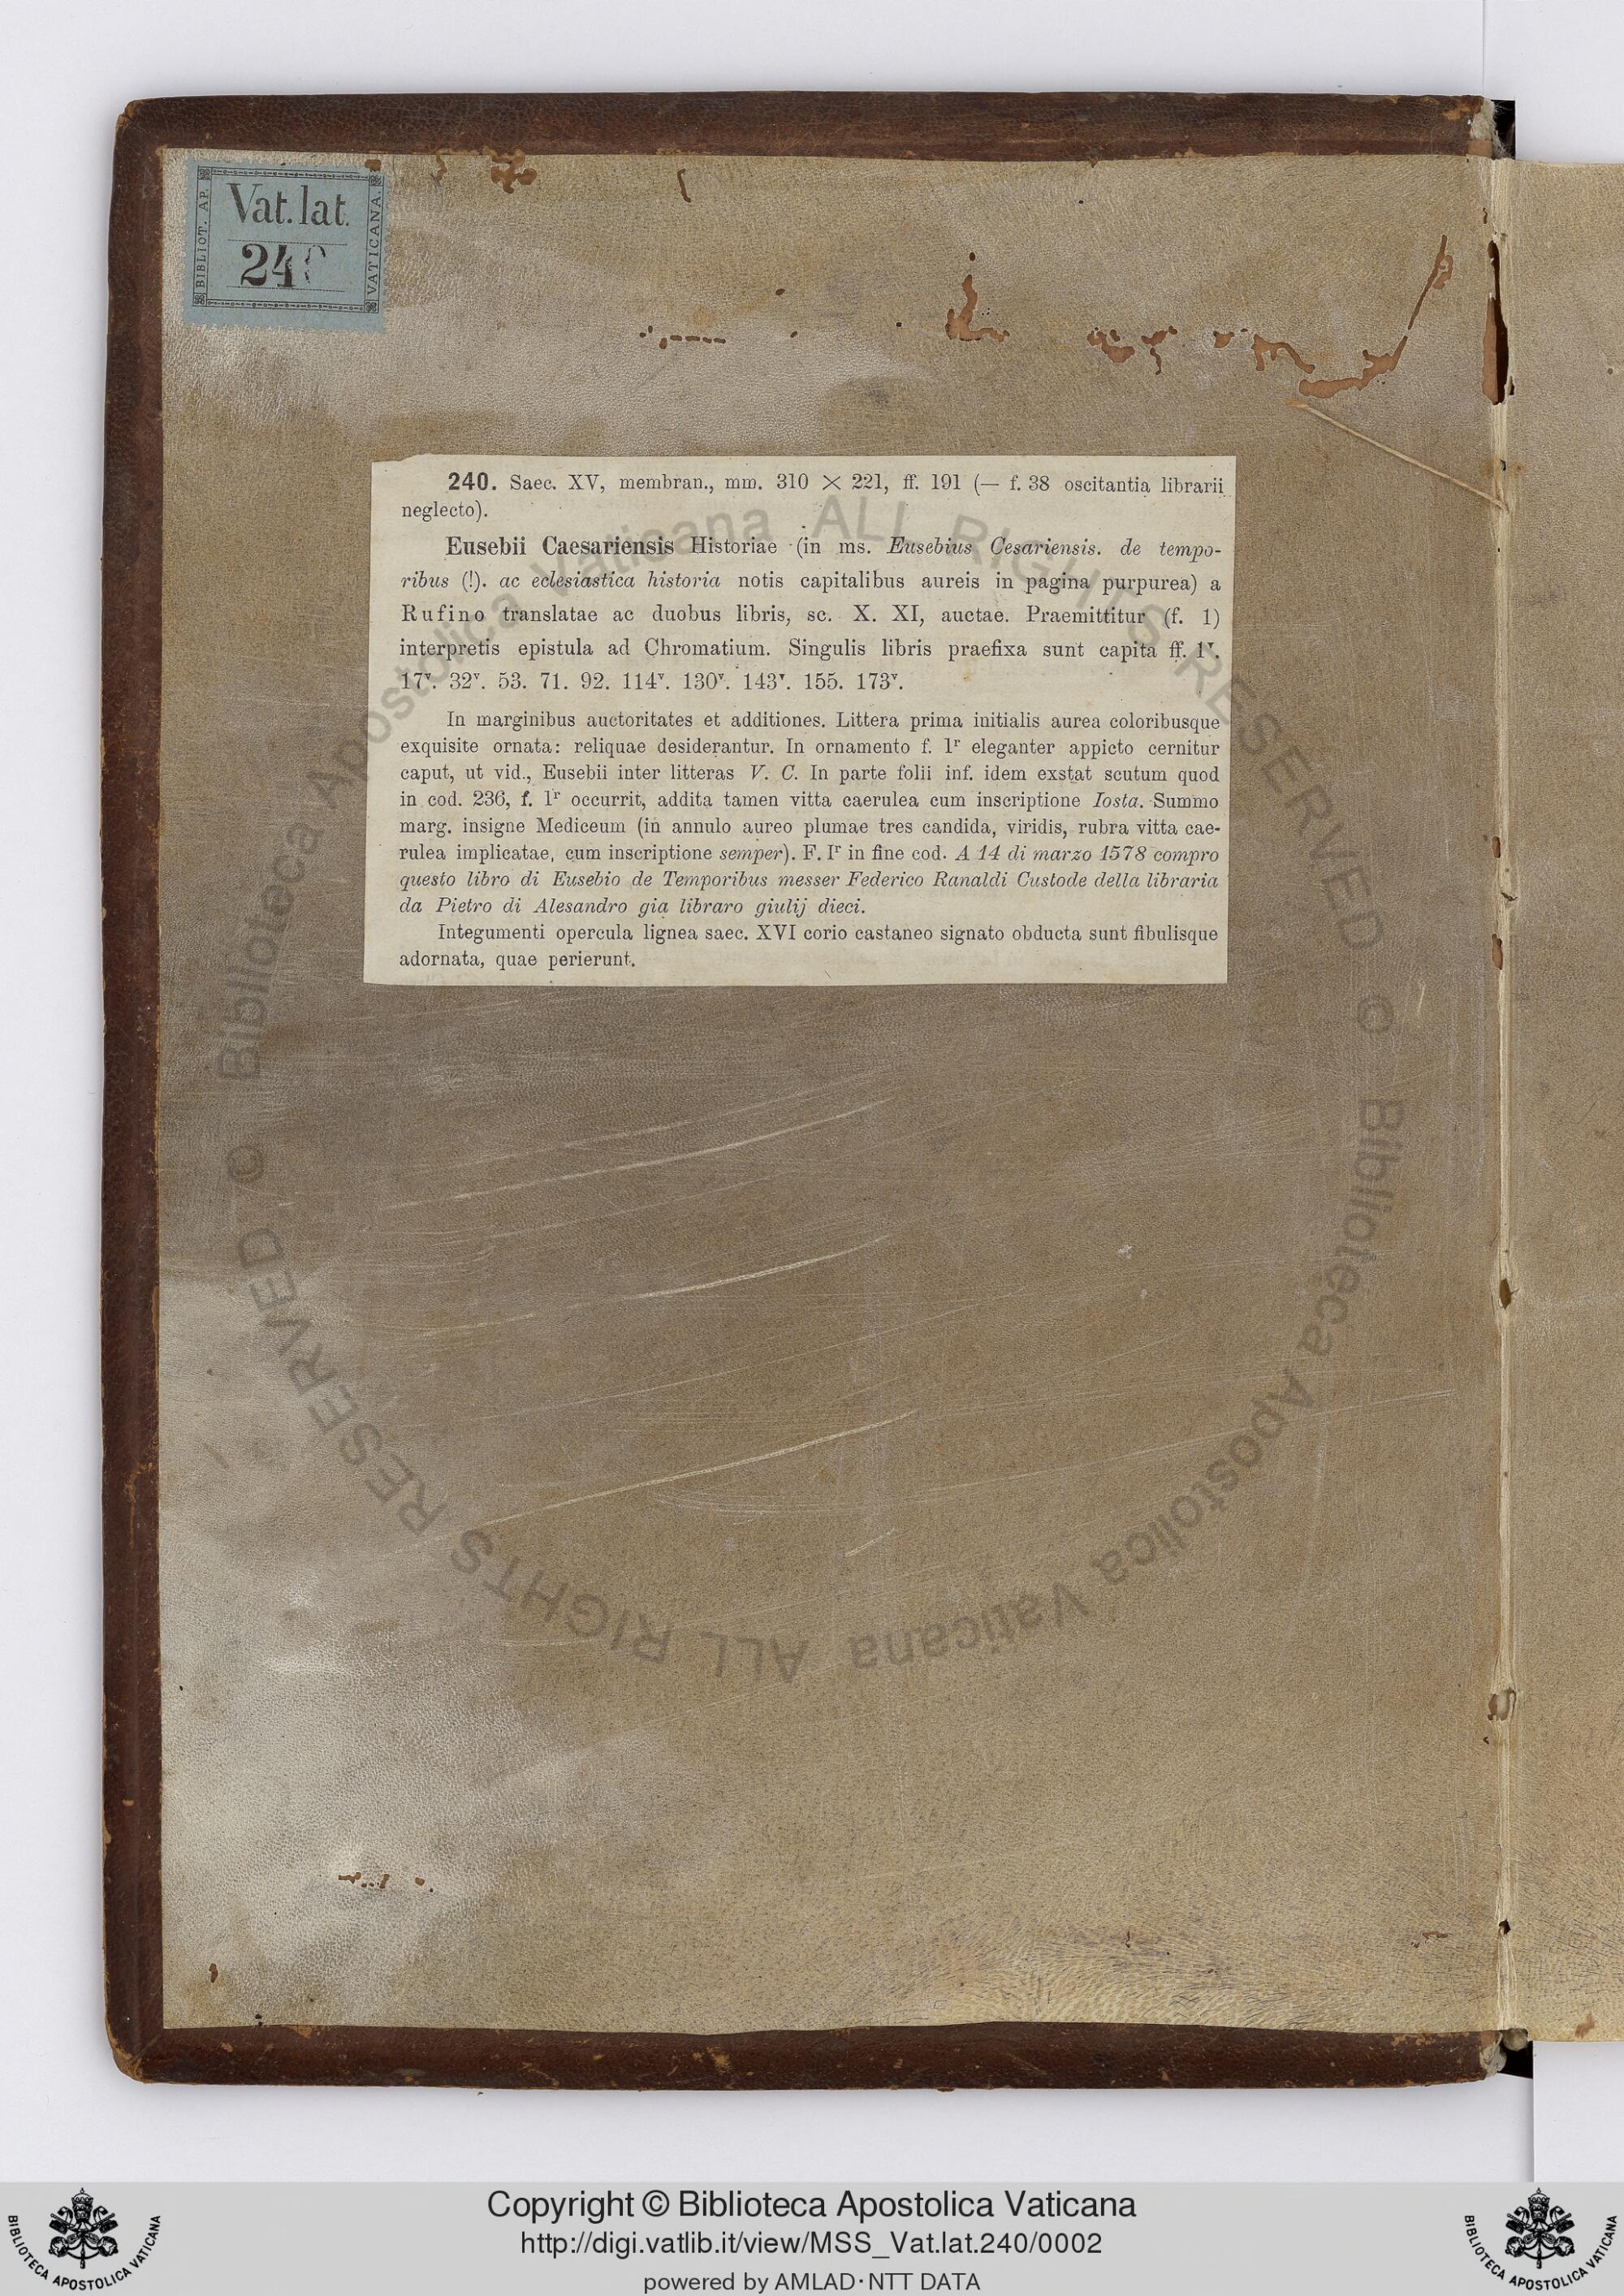 BIBLIOT. AP. VATICANA.
Vat. lat.
240
240. Saec. XV, membran., mm. 310 × 221, ff. 191 (— f. 38 oscitantia librarii
neglecto).
Eusebii Caesariensis Historiae (in ms. Eusebius Cesariensis. de tempo-
ribus (!). ac eclesiastica historia notis capitalibus aureis in pagina purpurea) a
Rufino translatae ac duobus libris, sc. X. XI, auctae. Praemittitur (f. 1)
interpretis epistula ad Chromatium. Singulis libris praefixa sunt capita ff. 1ᵛ.
17ᵛ. 32ᵛ. 53. 71. 92. 114ᵛ. 130ᵛ. 143ᵛ. 155. 173ᵛ.
In marginibus auctoritates et additiones. Littera prima initialis aurea coloribusque
exquisite ornata: reliquae desiderantur. In ornamento f. 1ʳ eleganter appicto cernitur
caput, ut vid., Eusebii inter litteras V. C. In parte folii inf. idem exstat scutum quod
in cod. 236, f. 1ʳ occurrit, addita tamen vitta caerulea cum inscriptione Iosta. Summo
marg. insigne Mediceum (in annulo aureo plumae tres candida, viridis, rubra vitta cae-
rulea implicatae, cum inscriptione semper). F. Iʳ in fine cod. A 14 di marzo 1578 compro
questo libro di Eusebio de Temporibus messer Federico Ranaldi Custode della libraria
da Pietro di Alesandro gia libraro giulij dieci.
Integumenti opercula lignea saec. XVI corio castaneo signato obducta sunt fibulisque
adornata, quae perierunt.
© Biblioteca Apostolica Vaticana ALL RIGHTS RESERVED © Biblioteca Apostolica Vaticana ALL RIGHTS RESERVED
Copyright © Biblioteca Apostolica Vaticana
http://digi.vatlib.it/view/MSS_Vat.lat.240/0002
powered by AMLAD·NTT DATA
BIBLIOTECA APOSTOLICA VATICANA
BIBLIOTECA APOSTOLICA VATICANA